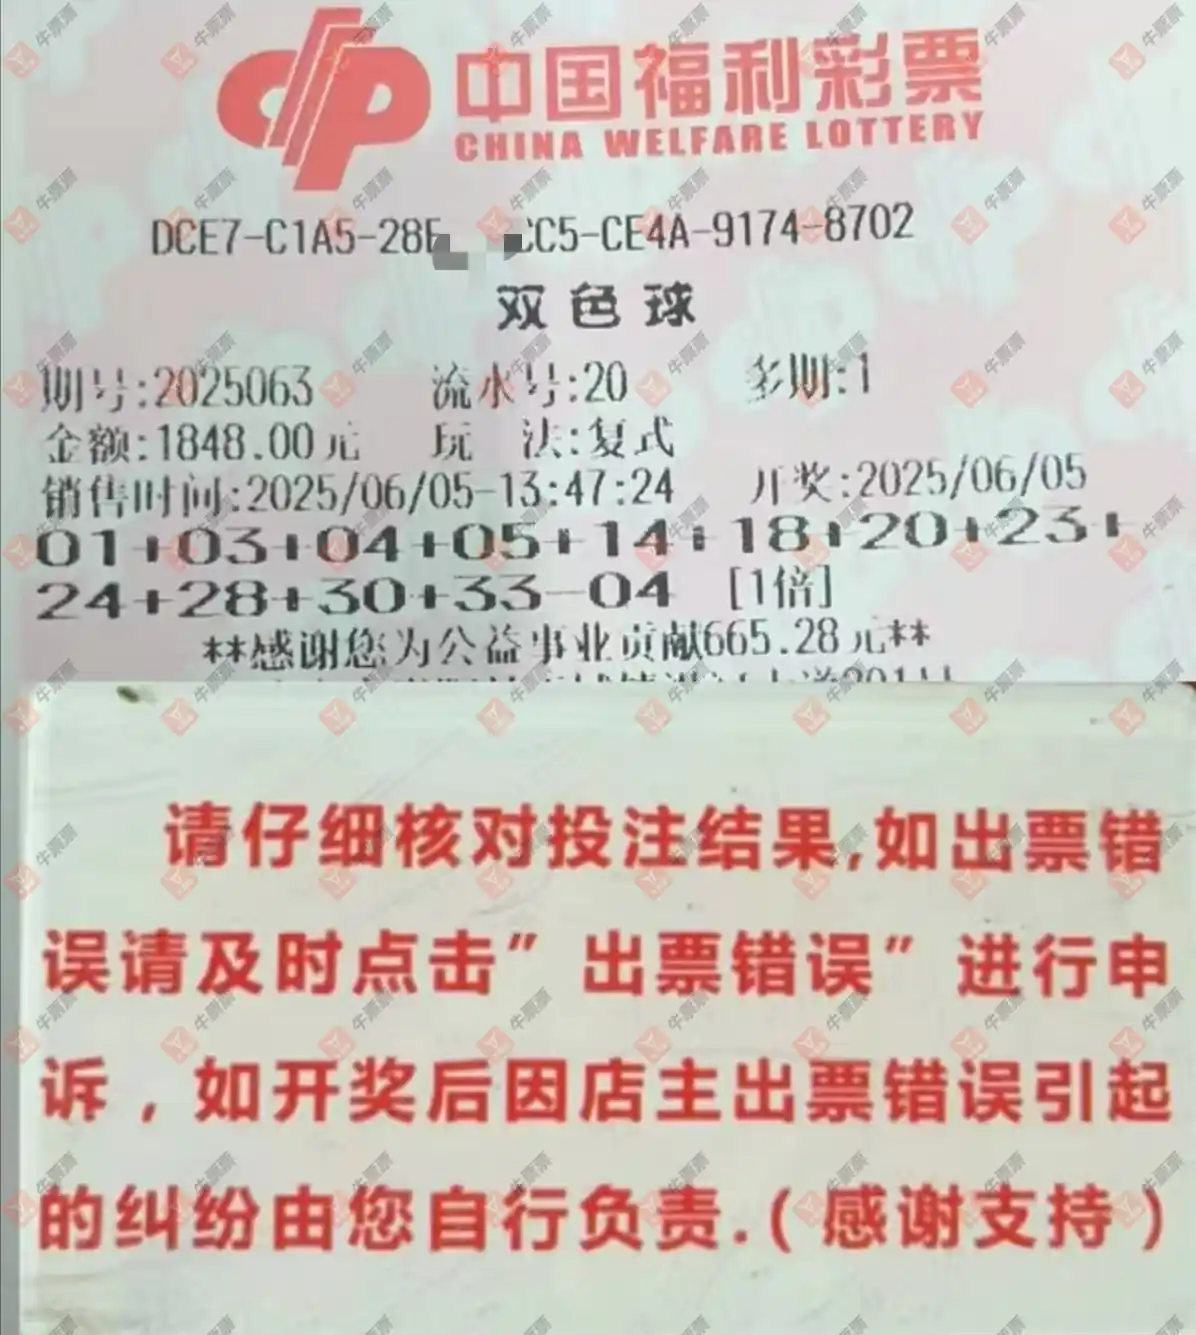 中国福利彩票
CHINA WELFARE LOTTERY
DCE7-C1A5-28E CC5-CE4A-9174-8702
双色球
期号:2025063 流水号:20 多期:1
金额:1848.00元 玩 法:复式
销售时间:2025/06/05-13:47:24 开奖:2025/06/05
01+03+04+05+14+18+20+23+
24+28+30+33-04 [1倍]
**感谢您为公益事业贡献665.28元**
请仔细核对投注结果,如出票错
误请及时点击”出票错误”进行申
诉，如开奖后因店主出票错误引起
的纠纷由您自行负责.(感谢支持)
牛票票